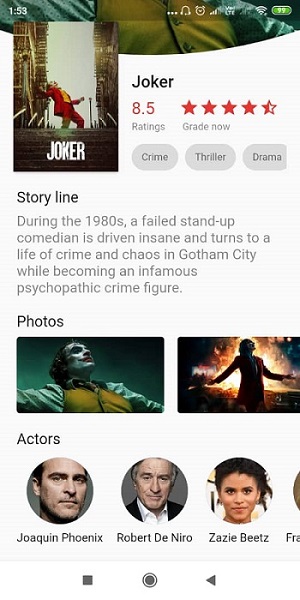 1:53
99
JOKER
Joker
8.5
Ratings
Grade now
Crime
Thriller
Drama
Story line
During the 1980s, a failed stand-up
comedian is driven insane and turns to a
life of crime and chaos in Gotham City
while becoming an infamous
psychopathic crime figure.
Photos
Actors
Joaquin Phoenix
Robert De Niro
Zazie Beetz
Fra